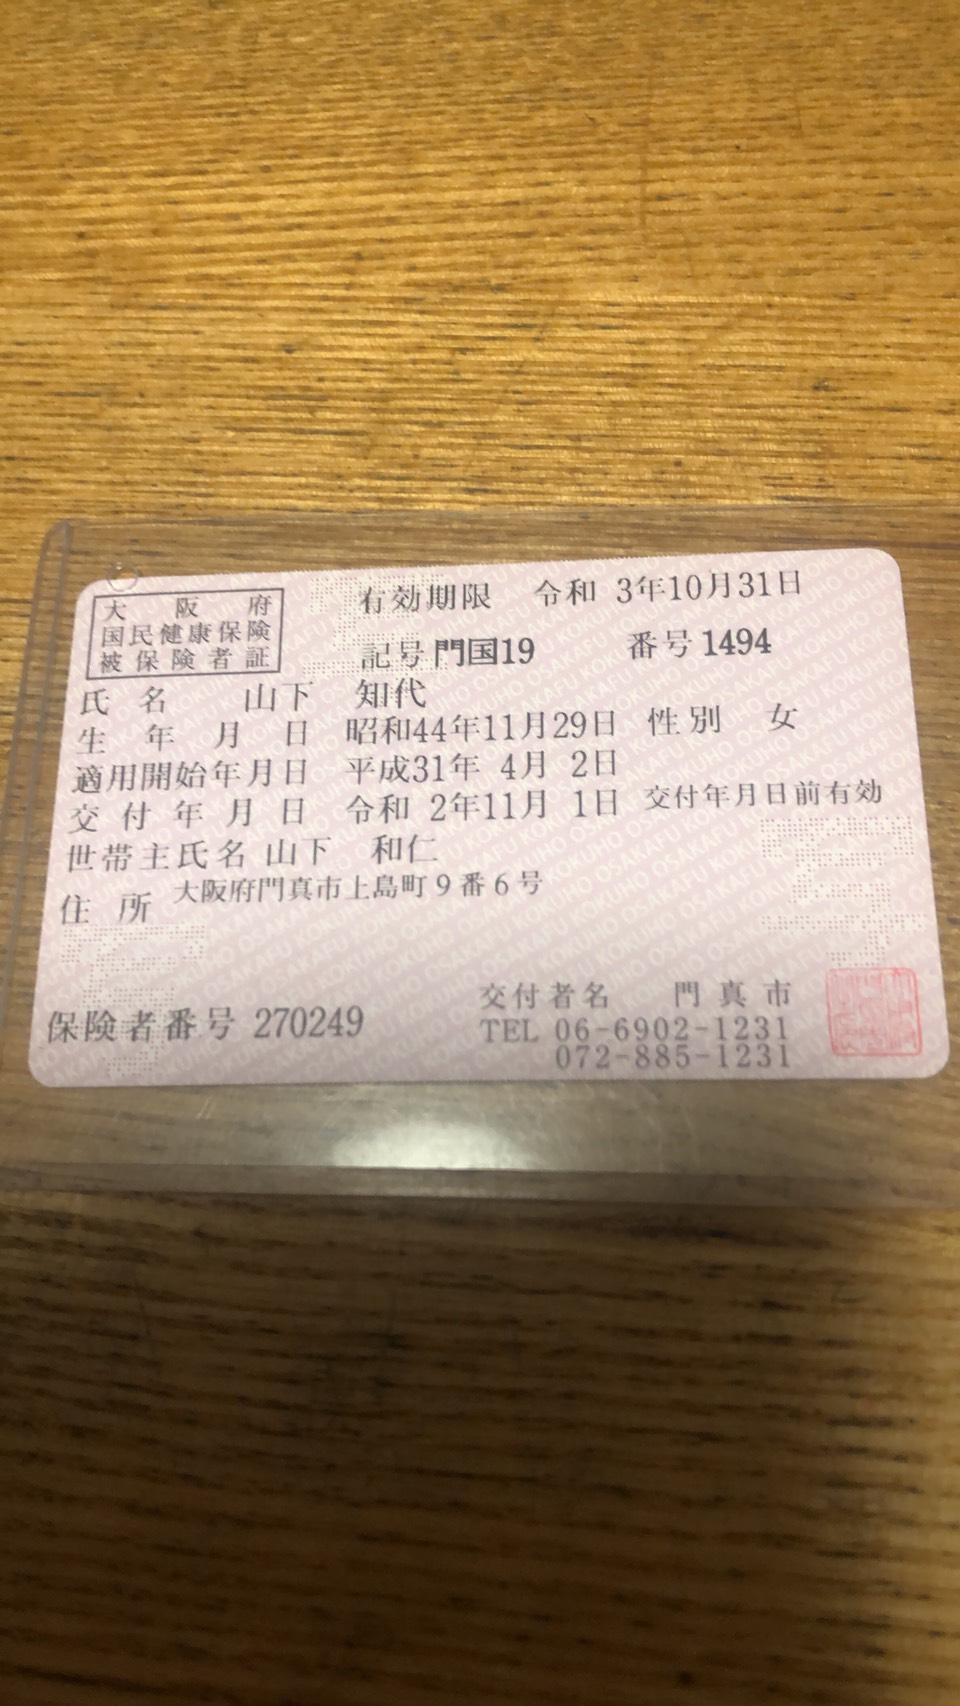 大阪府
国民健康保険
被保険者証
有効期限 令和 3年10月31日
記号 門国19 番号 1494
氏名 山下 知代
生年月日 昭和44年11月29日 性別 女
適用開始年月日 平成31年 4月 2日
交付年月日 令和 2年11月 1日 交付年月日前有効
世帯主氏名 山下 和仁
住所 大阪府門真市上島町9番6号
保険者番号 270249
交付者名 門真市
TEL 06-6902-1231
072-885-1231